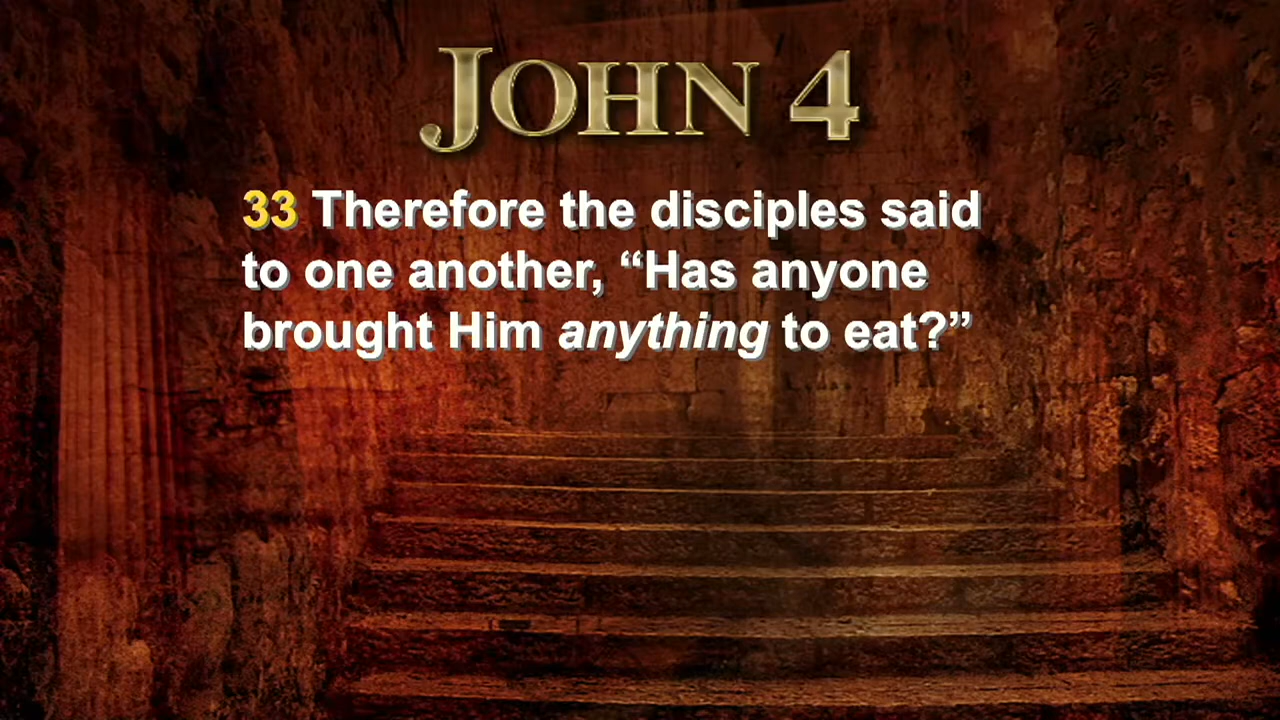 JOHN 4
33 Therefore the disciples said
to one another, “Has anyone
brought Him anything to eat?”